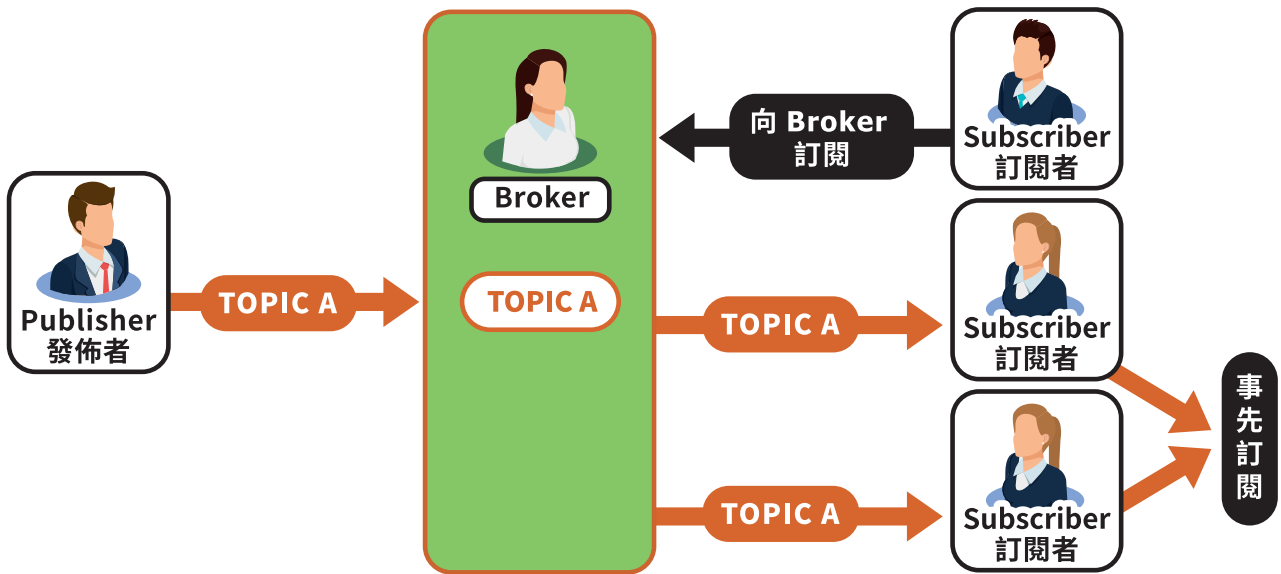 Publisher
發佈者
TOPIC A
Broker
TOPIC A
向 Broker
訂閱
Subscriber
訂閱者
TOPIC A
Subscriber
訂閱者
TOPIC A
Subscriber
訂閱者
事先訂閱